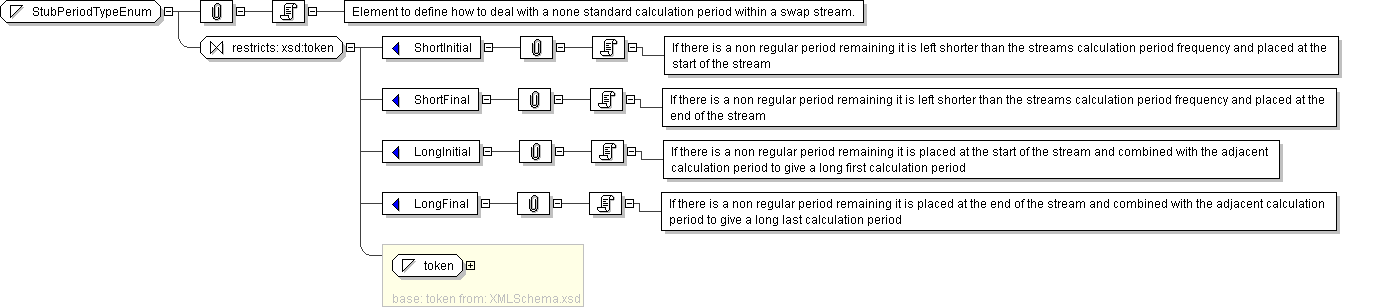 StubPeriodTypeEnum
Element to define how to deal with a none standard calculation period within a swap stream.
restricts: xsd:token
ShortInitial
If there is a non regular period remaining it is left shorter than the streams calculation period frequency and placed at the
start of the stream
ShortFinal
If there is a non regular period remaining it is left shorter than the streams calculation period frequency and placed at the
end of the stream
LongInitial
If there is a non regular period remaining it is placed at the start of the stream and combined with the adjacent
calculation period to give a long first calculation period
LongFinal
If there is a non regular period remaining it is placed at the end of the stream and combined with the adjacent calculation
period to give a long last calculation period
token
base: token from: XMLSchema.xsd